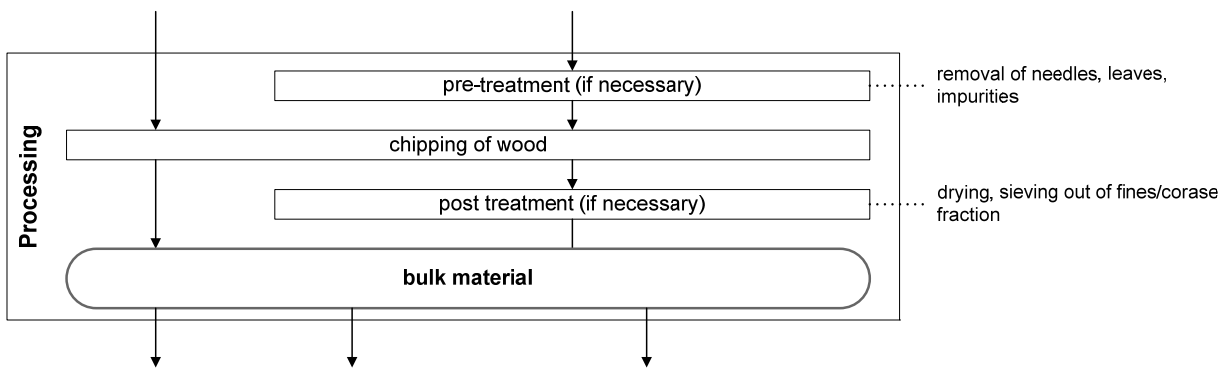 pre-treatment (if necessary)
removal of needles, leaves,
impurities
chipping of wood
Processing
post treatment (if necessary)
drying, sieving out of fines/corase
fraction
bulk material